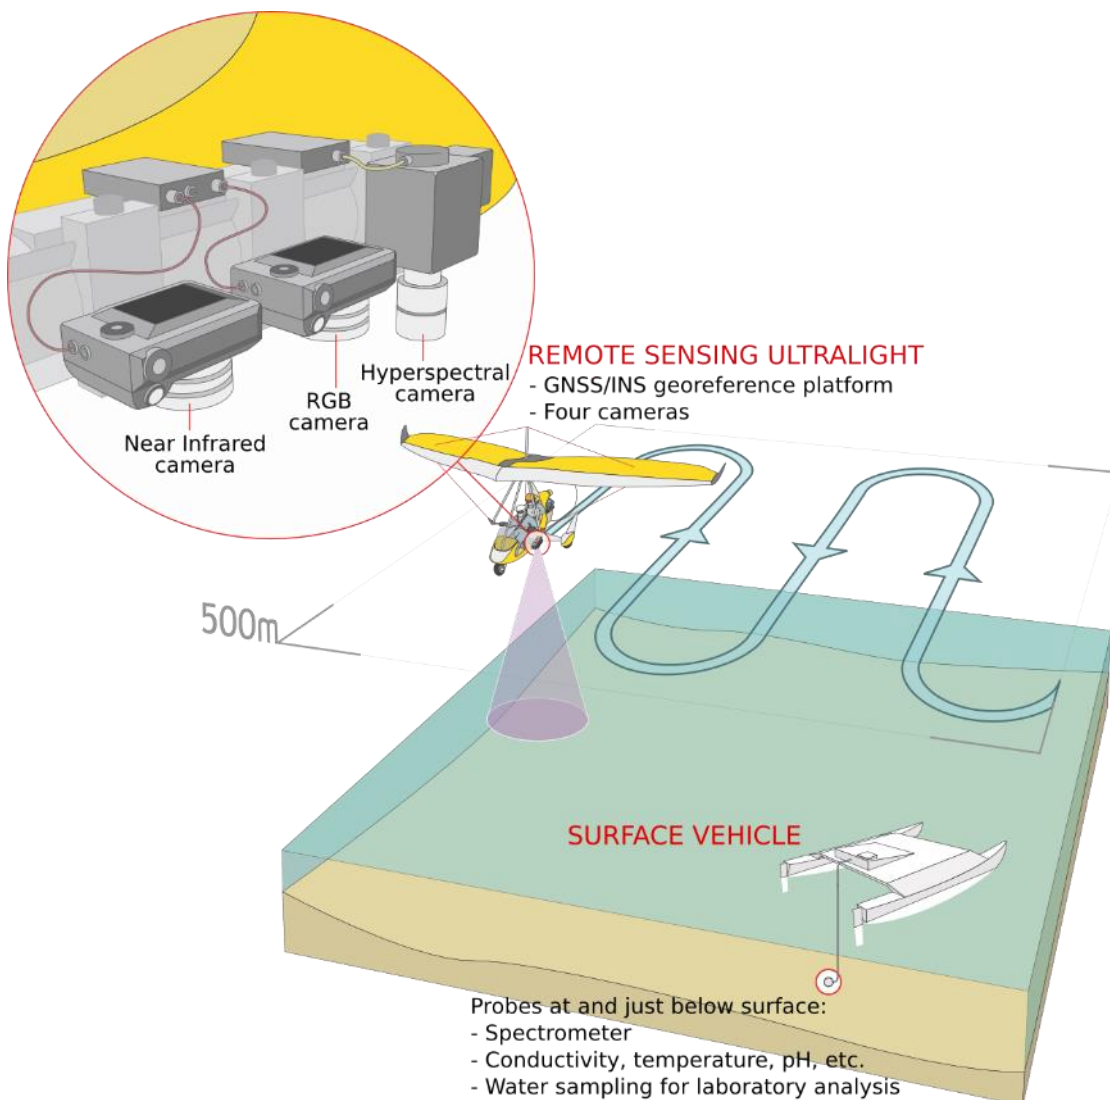 REMOTE SENSING ULTRALIGHT
- GNSS/INS georeference platform
- Four cameras
Hyperspectral
camera
RGB
camera
Near Infrared
camera
500m
SURFACE VEHICLE
Probes at and just below surface:
- Spectrometer
- Conductivity, temperature, pH, etc.
- Water sampling for laboratory analysis